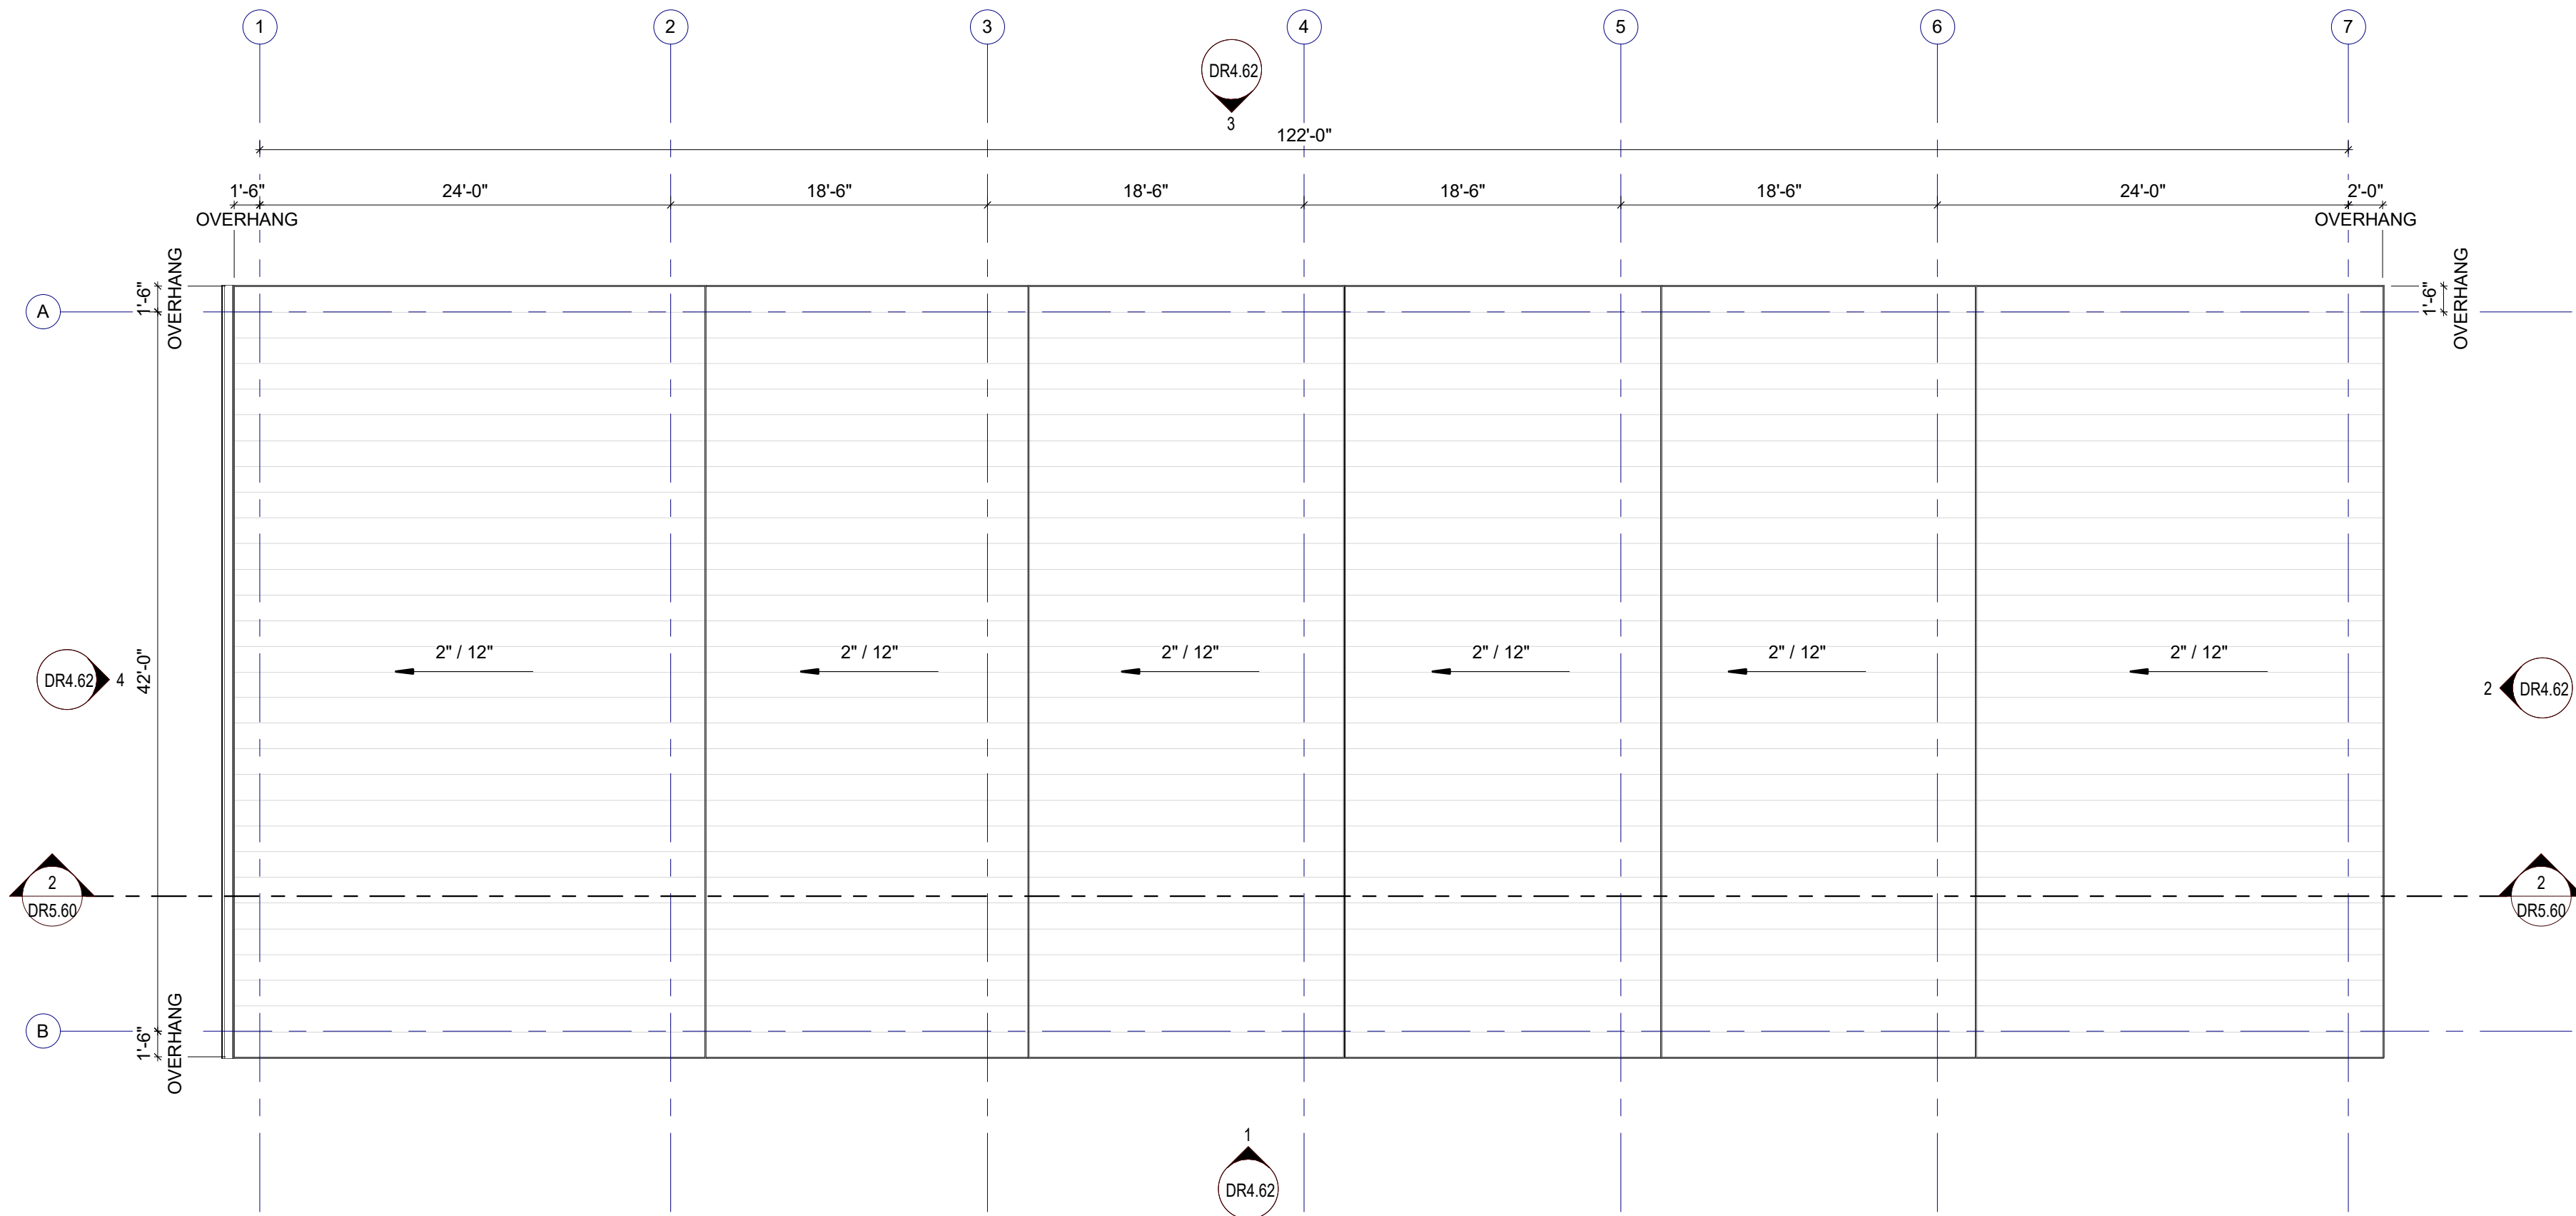 1 2 3 4 5 6 7
DR4.62
3
122'-0"
1'-6" 24'-0" 18'-6" 18'-6" 18'-6" 18'-6" 24'-0" 2'-0"
OVERHANG OVERHANG
1'-6" OVERHANG
1'-6" OVERHANG
A
2" / 12" 2" / 12" 2" / 12" 2" / 12" 2" / 12" 2" / 12"
DR4.62 4
42'-0"
2 DR4.62
2
DR5.60
2
DR5.60
B
1'-6" OVERHANG
1
DR4.62